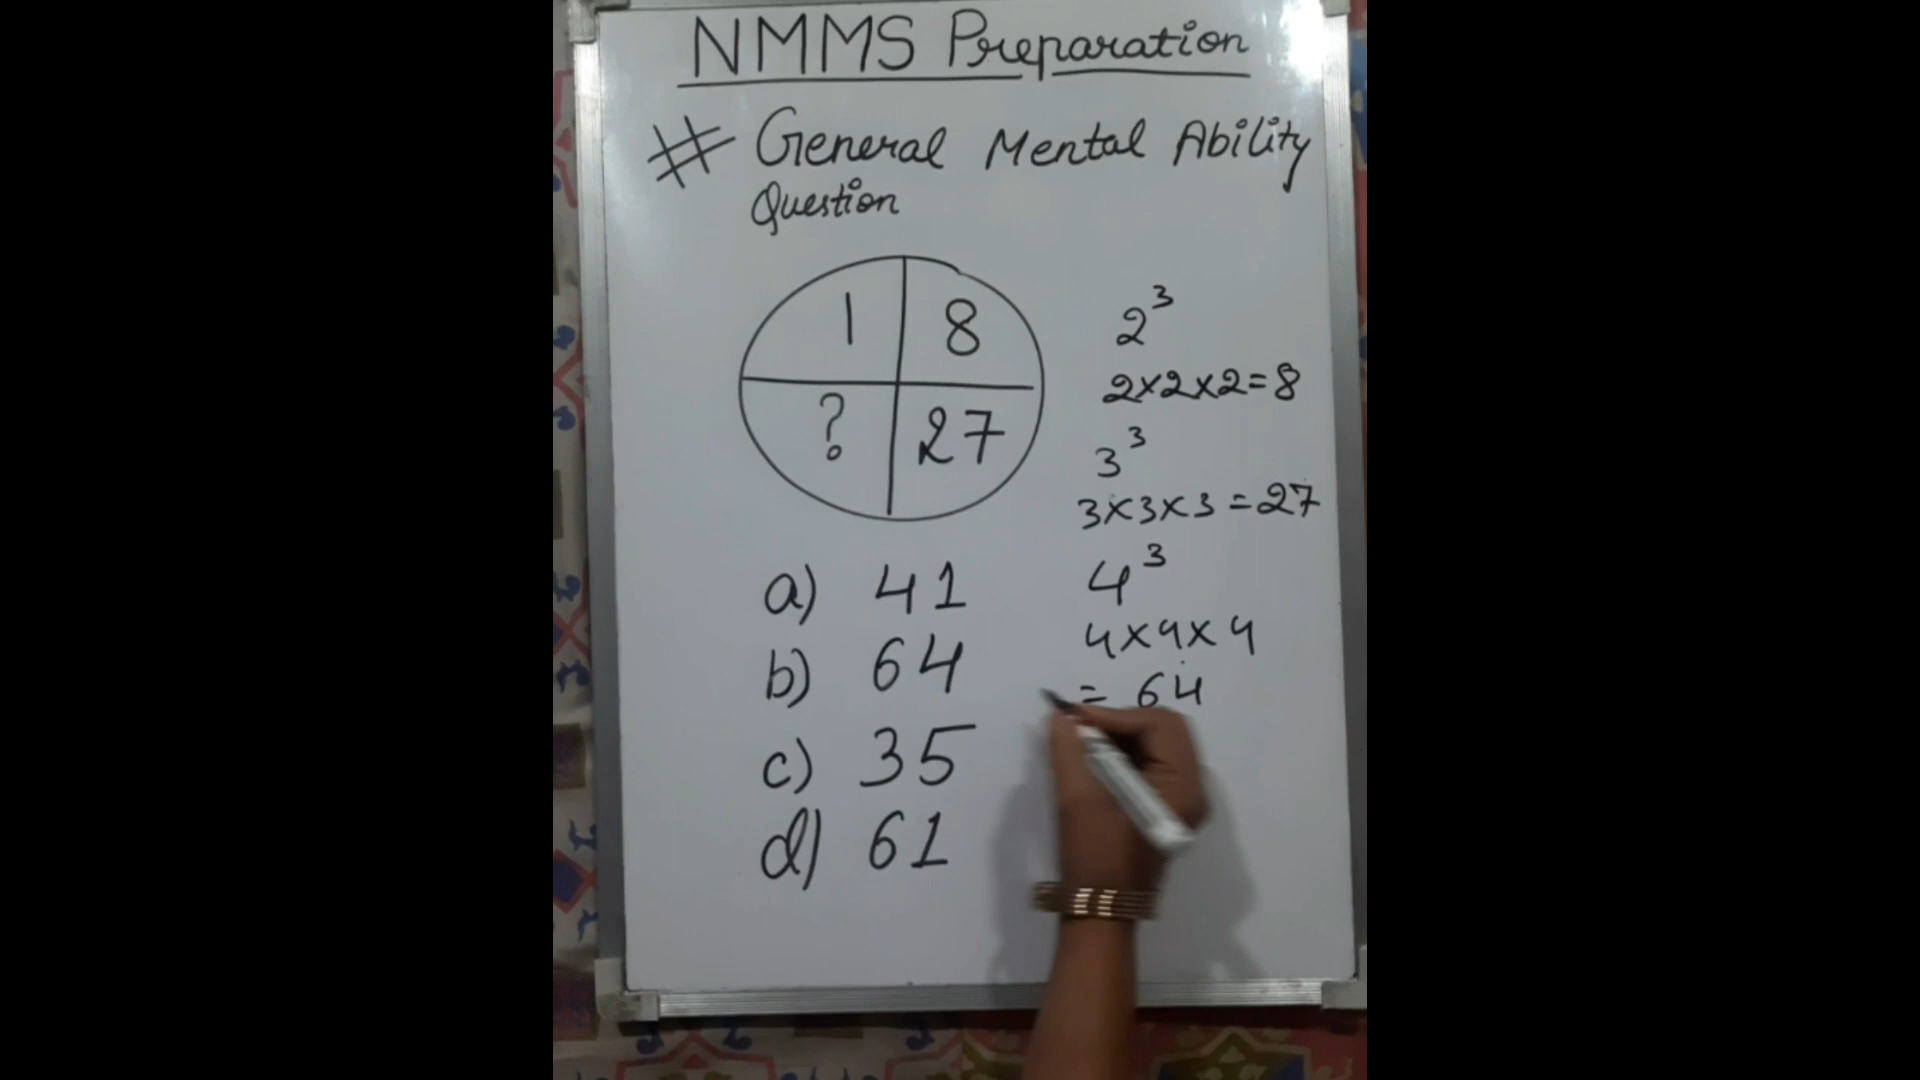 NMMS Preparation
# General Mental Ability
Question
1 8
? 27
a) 41
b) 64
c) 35
d) 61
2³
2×2×2=8
3³
3×3×3=27
4³
4×4×4
= 64